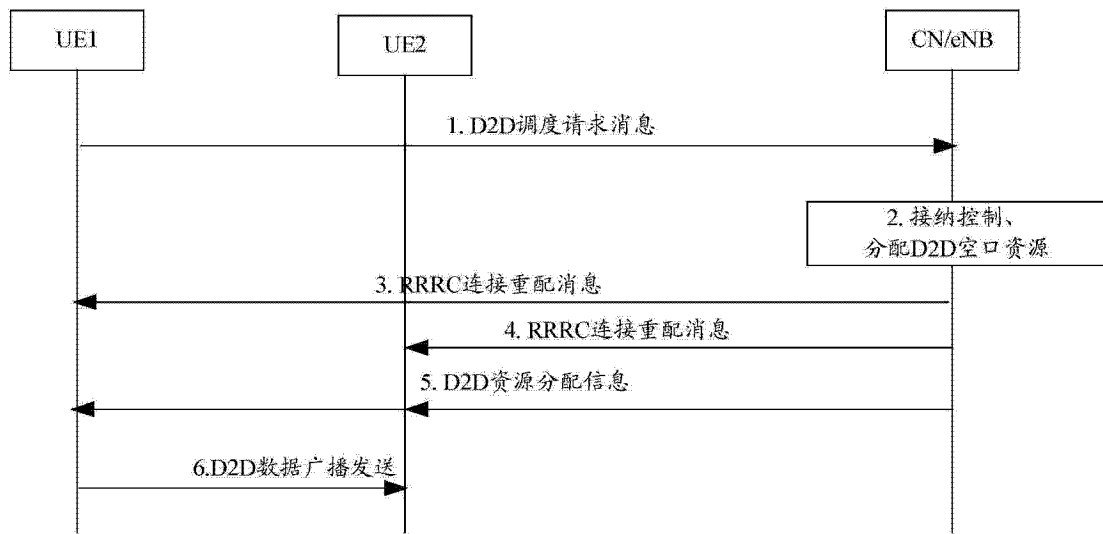 UE1
UE2
CN/eNB
1. D2D调度请求消息
2. 接纳控制、
分配D2D空口资源
3. RRRC连接重配消息
4. RRRC连接重配消息
5. D2D资源分配信息
6.D2D数据广播发送